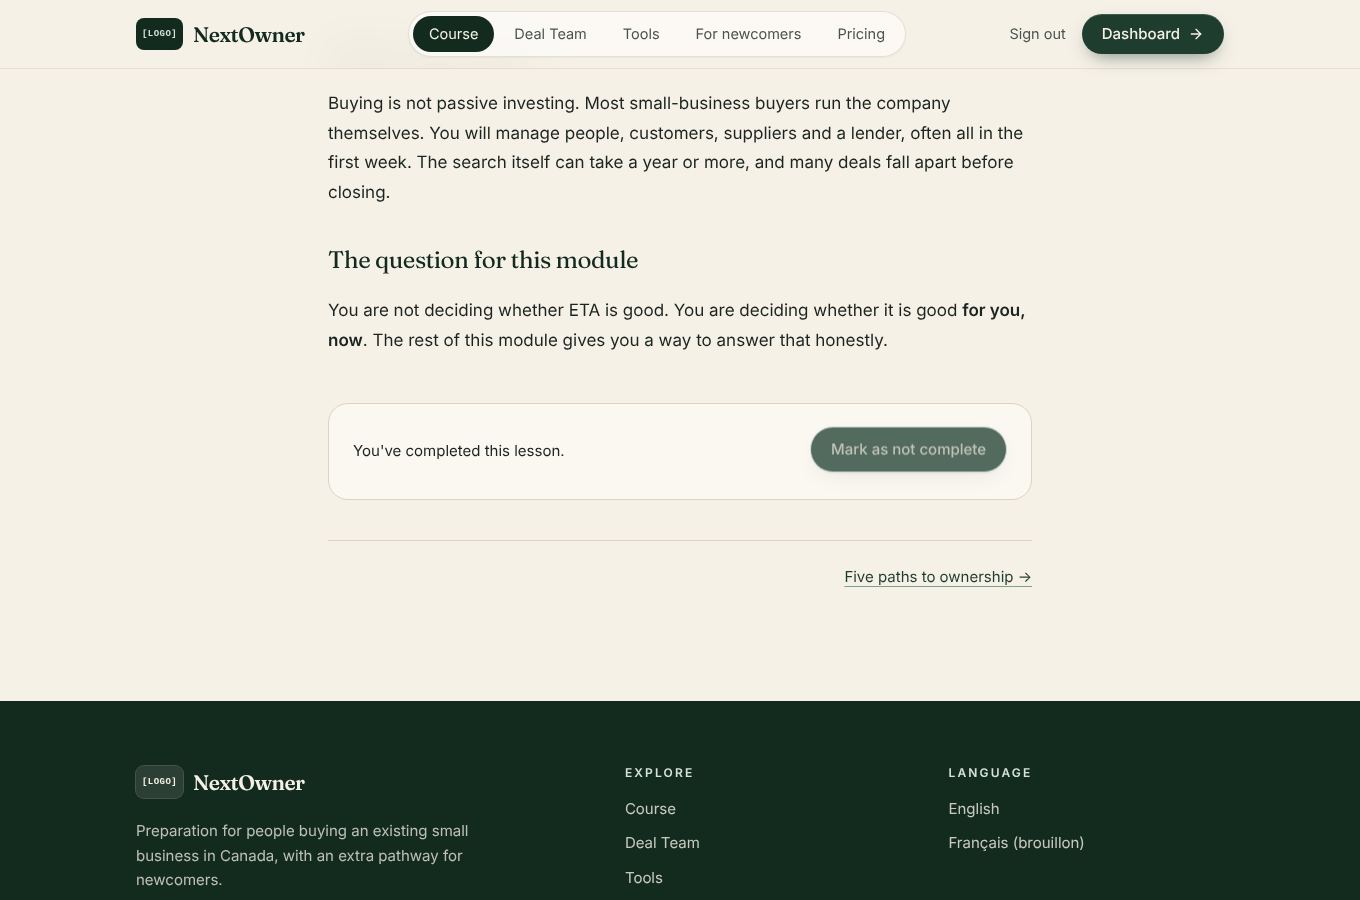 [LOGO] NextOwner
Course Deal Team Tools For newcomers Pricing
Sign out Dashboard →
Buying is not passive investing. Most small-business buyers run the company
themselves. You will manage people, customers, suppliers and a lender, often all in the
first week. The search itself can take a year or more, and many deals fall apart before
closing.
The question for this module
You are not deciding whether ETA is good. You are deciding whether it is good for you,
now. The rest of this module gives you a way to answer that honestly.
You've completed this lesson.
Mark as not complete
Five paths to ownership →
[LOGO] NextOwner
Preparation for people buying an existing small
business in Canada, with an extra pathway for
newcomers.
EXPLORE
Course
Deal Team
Tools
LANGUAGE
English
Français (brouillon)